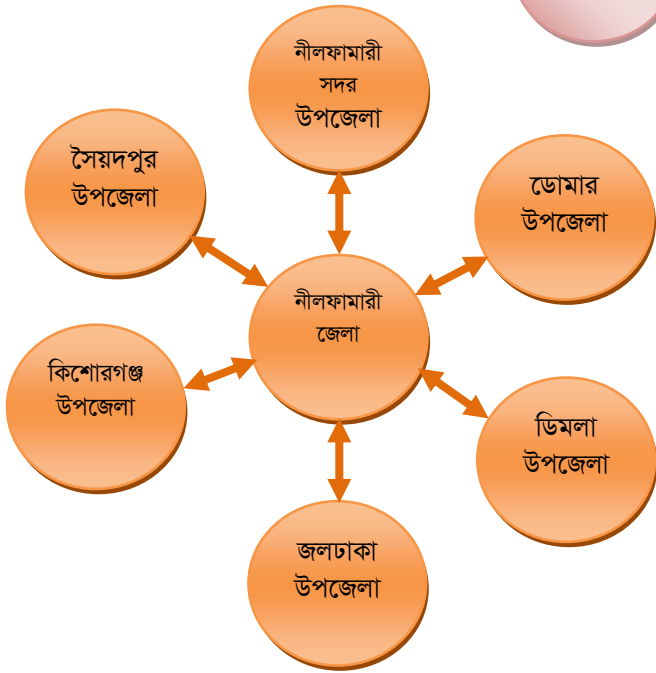 নীলফামারী
সদর
উপজেলা
সৈয়দপুর
উপজেলা
ডোমার
উপজেলা
নীলফামারী
জেলা
কিশোরগঞ্জ
উপজেলা
ডিমলা
উপজেলা
জলঢাকা
উপজেলা